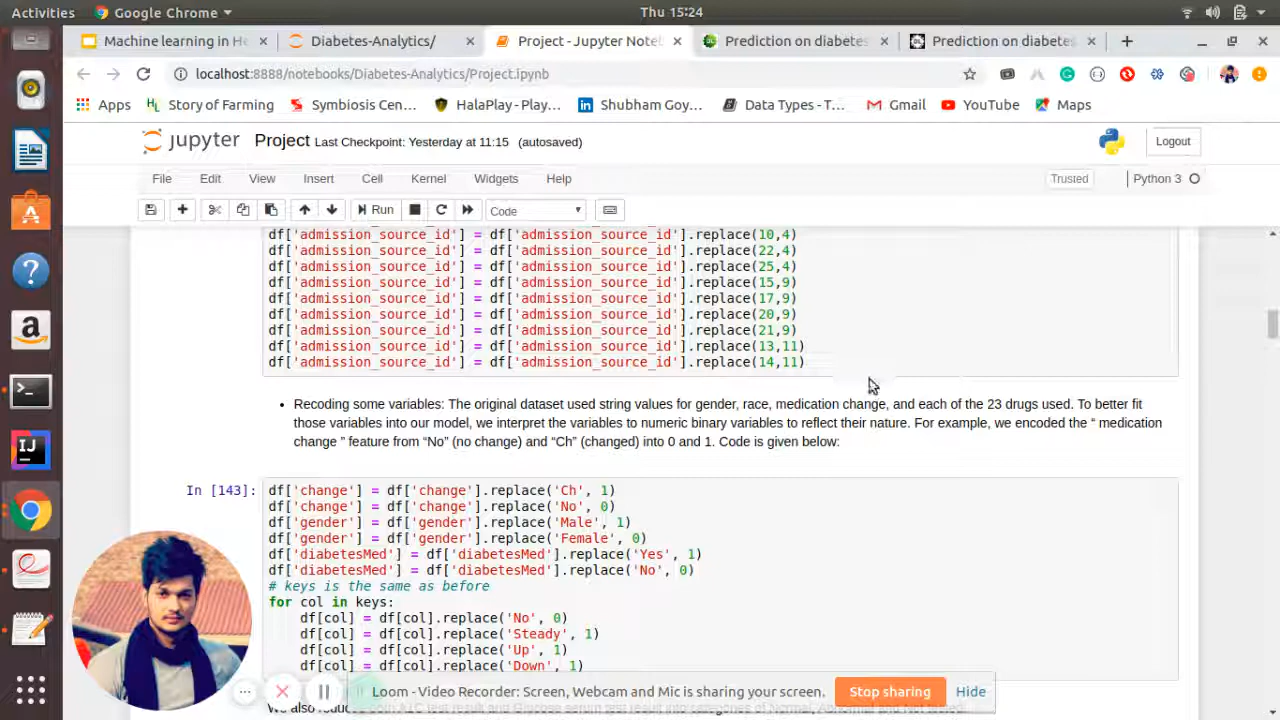 Activities Google Chrome Thu 15:24
Machine learning in He Diabetes-Analytics/ Project - Jupyter Note Prediction on diabetes Prediction on diabetes
localhost:8888/notebooks/Diabetes-Analytics/Project.ipynb
Apps Story of Farming Symbiosis Cen... HalaPlay - Play... Shubham Goy... Data Types - T... Gmail YouTube Maps
jupyter Project Last Checkpoint: Yesterday at 11:15 (autosaved) Logout
File Edit View Insert Cell Kernel Widgets Help Trusted Python 3
Run Code
df['admission_source_id'] = df['admission_source_id'].replace(10,4)
df['admission_source_id'] = df['admission_source_id'].replace(22,4)
df['admission_source_id'] = df['admission_source_id'].replace(25,4)
df['admission_source_id'] = df['admission_source_id'].replace(15,9)
df['admission_source_id'] = df['admission_source_id'].replace(17,9)
df['admission_source_id'] = df['admission_source_id'].replace(20,9)
df['admission_source_id'] = df['admission_source_id'].replace(21,9)
df['admission_source_id'] = df['admission_source_id'].replace(13,11)
df['admission_source_id'] = df['admission_source_id'].replace(14,11)
• Recoding some variables: The original dataset used string values for gender, race, medication change, and each of the 23 drugs used. To better fit
those variables into our model, we interpret the variables to numeric binary variables to reflect their nature. For example, we encoded the “ medication
change ” feature from “No” (no change) and “Ch” (changed) into 0 and 1. Code is given below:
In [143]: df['change'] = df['change'].replace('Ch', 1)
df['change'] = df['change'].replace('No', 0)
df['gender'] = df['gender'].replace('Male', 1)
df['gender'] = df['gender'].replace('Female', 0)
df['diabetesMed'] = df['diabetesMed'].replace('Yes', 1)
df['diabetesMed'] = df['diabetesMed'].replace('No', 0)
# keys is the same as before
for col in keys:
df[col] = df[col].replace('No', 0)
df[col] = df[col].replace('Steady', 1)
df[col] = df[col].replace('Up', 1)
df[col] = df[col].replace('Down', 1)
Loom - Video Recorder: Screen, Webcam and Mic is sharing your screen. Stop sharing Hide